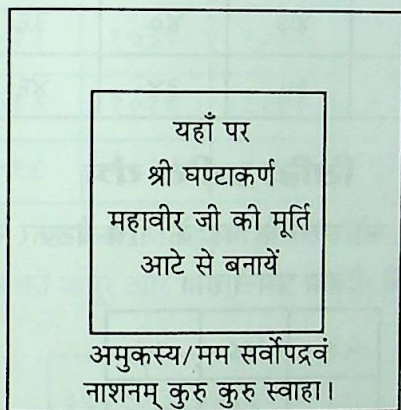 यहाँ पर
श्री घण्टाकर्ण
महावीर जी की मूर्ति
आटे से बनायें
अमुकस्य/मम सर्वोपद्रवं
नाशनम् कुरु कुरु स्वाहा।